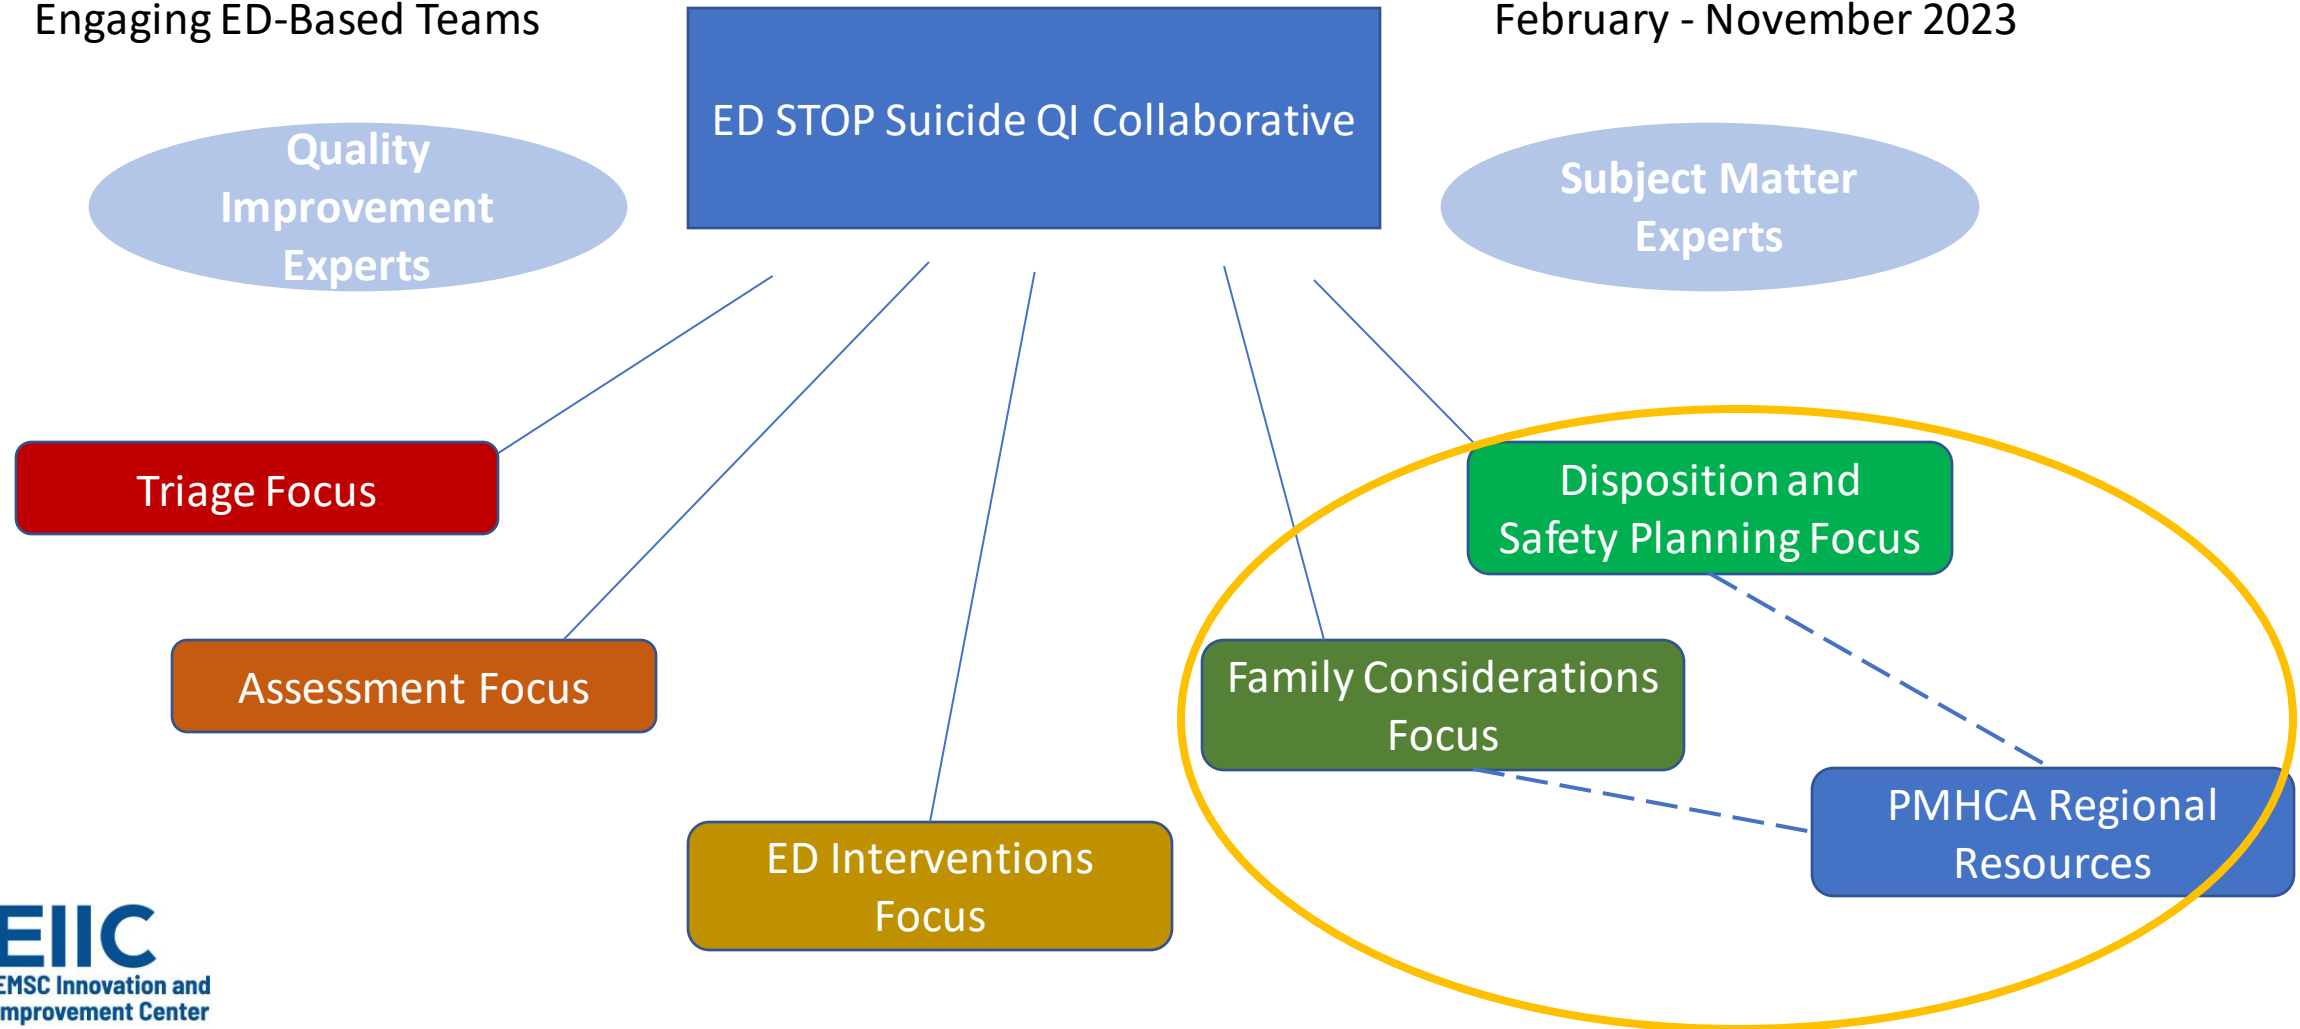 Engaging ED-Based Teams
February - November 2023
ED STOP Suicide QI Collaborative
Quality
Improvement
Experts
Subject Matter
Experts
Triage Focus
Disposition and
Safety Planning Focus
Assessment Focus
Family Considerations
Focus
PMHCA Regional
Resources
ED Interventions
Focus
EIIC
EMSC Innovation and
Improvement Center